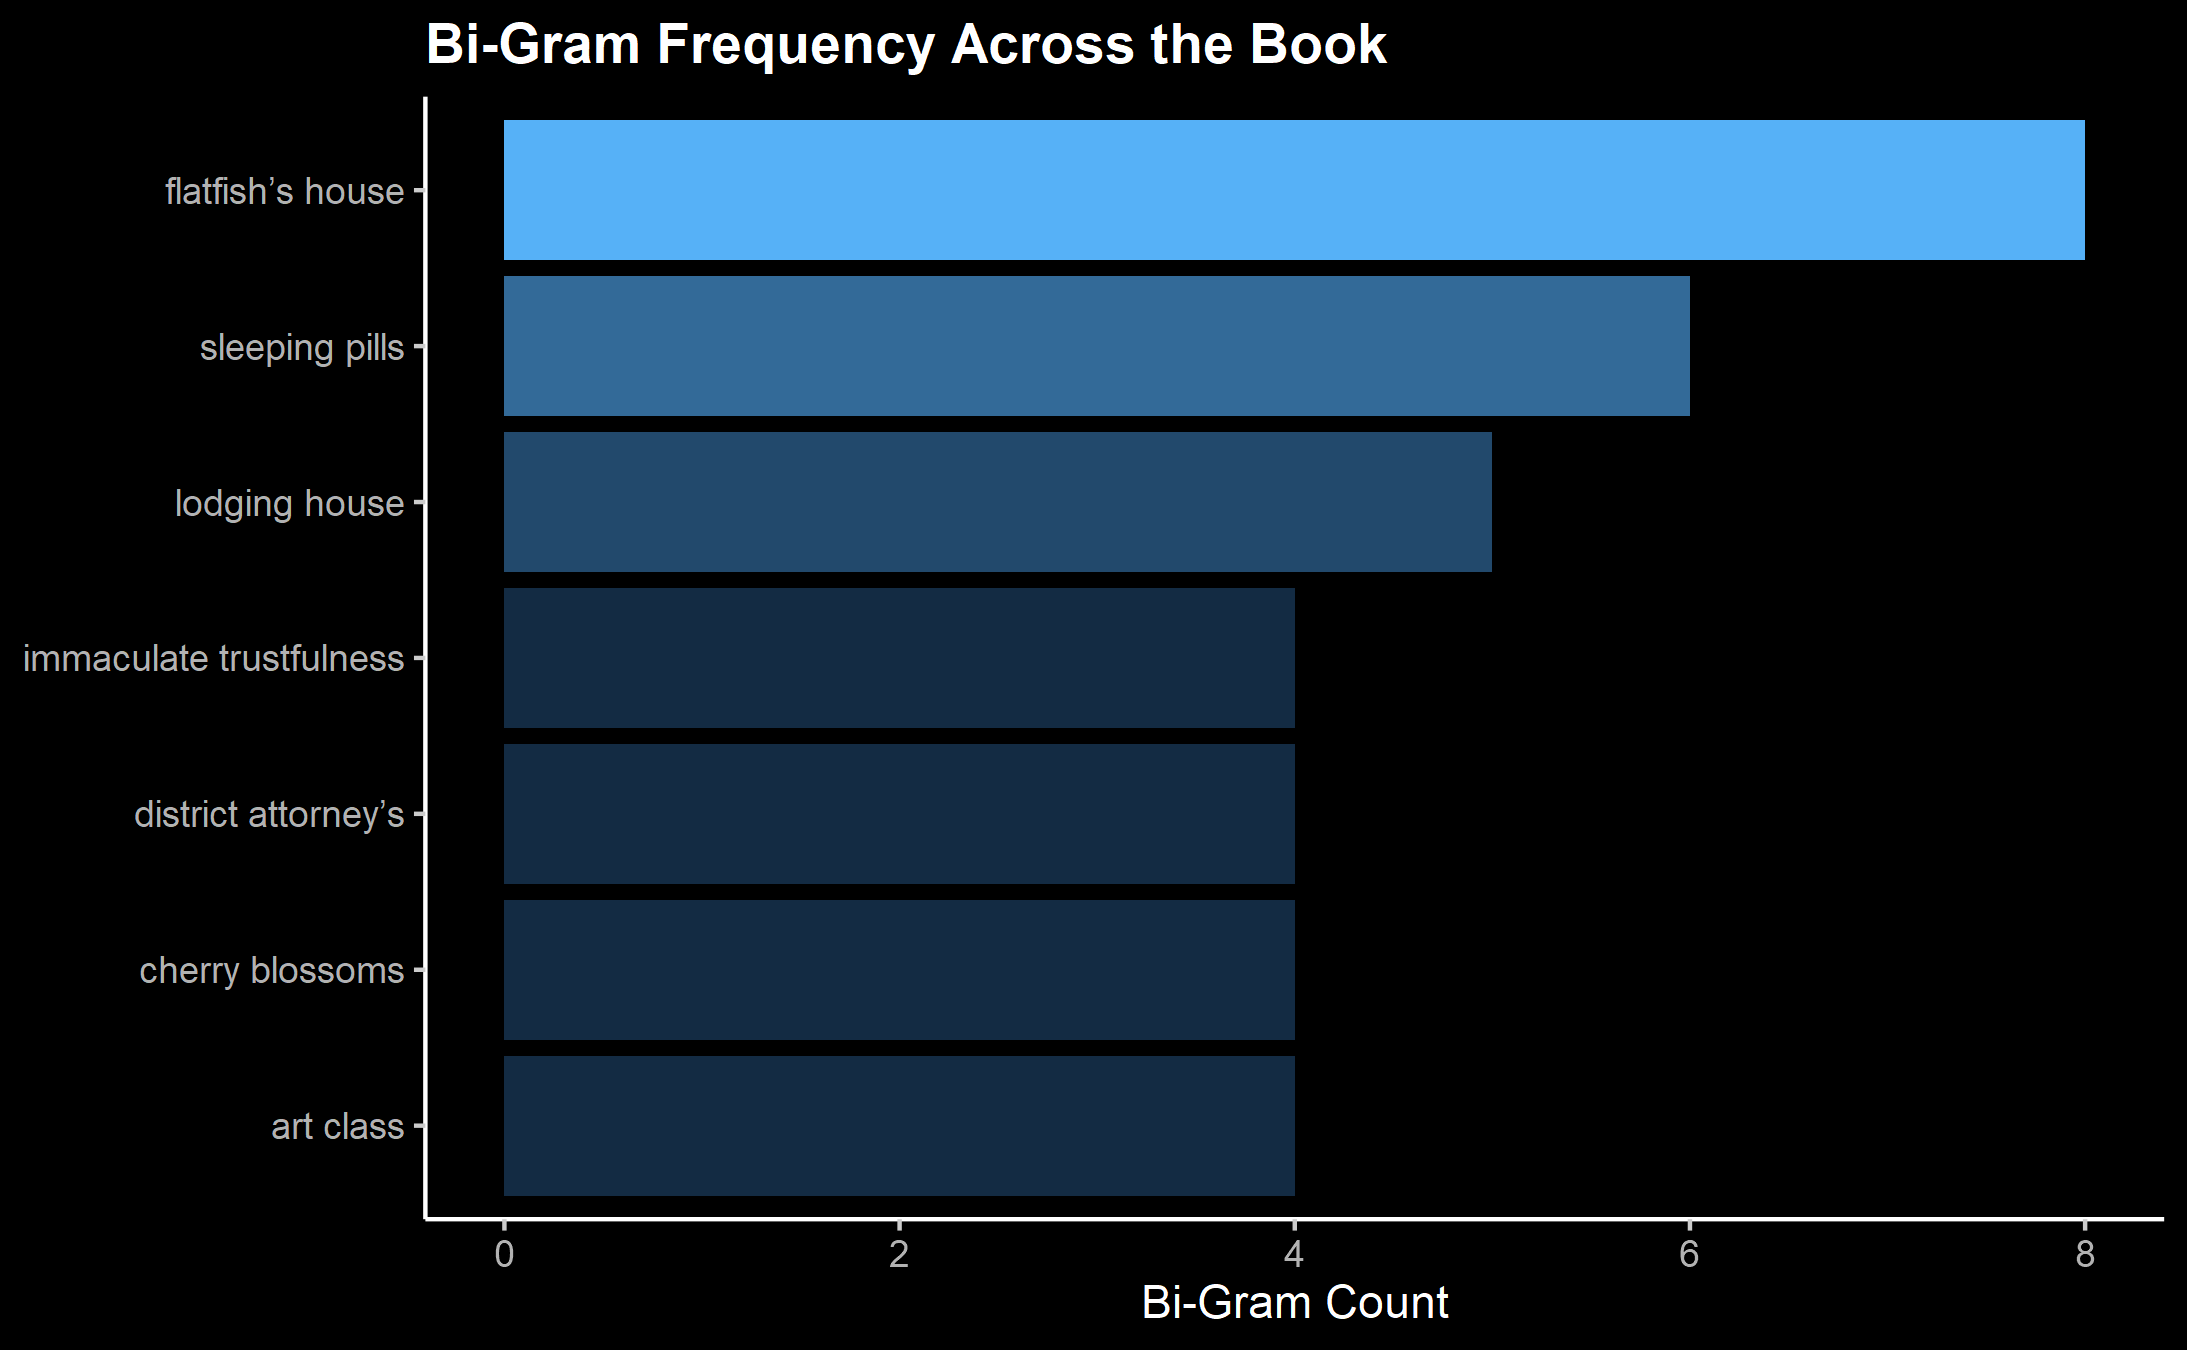 Bi-Gram Frequency Across the Book
flatfish’s house
sleeping pills
lodging house
immaculate trustfulness
district attorney’s
cherry blossoms
art class
0 2 4 6 8
Bi-Gram Count